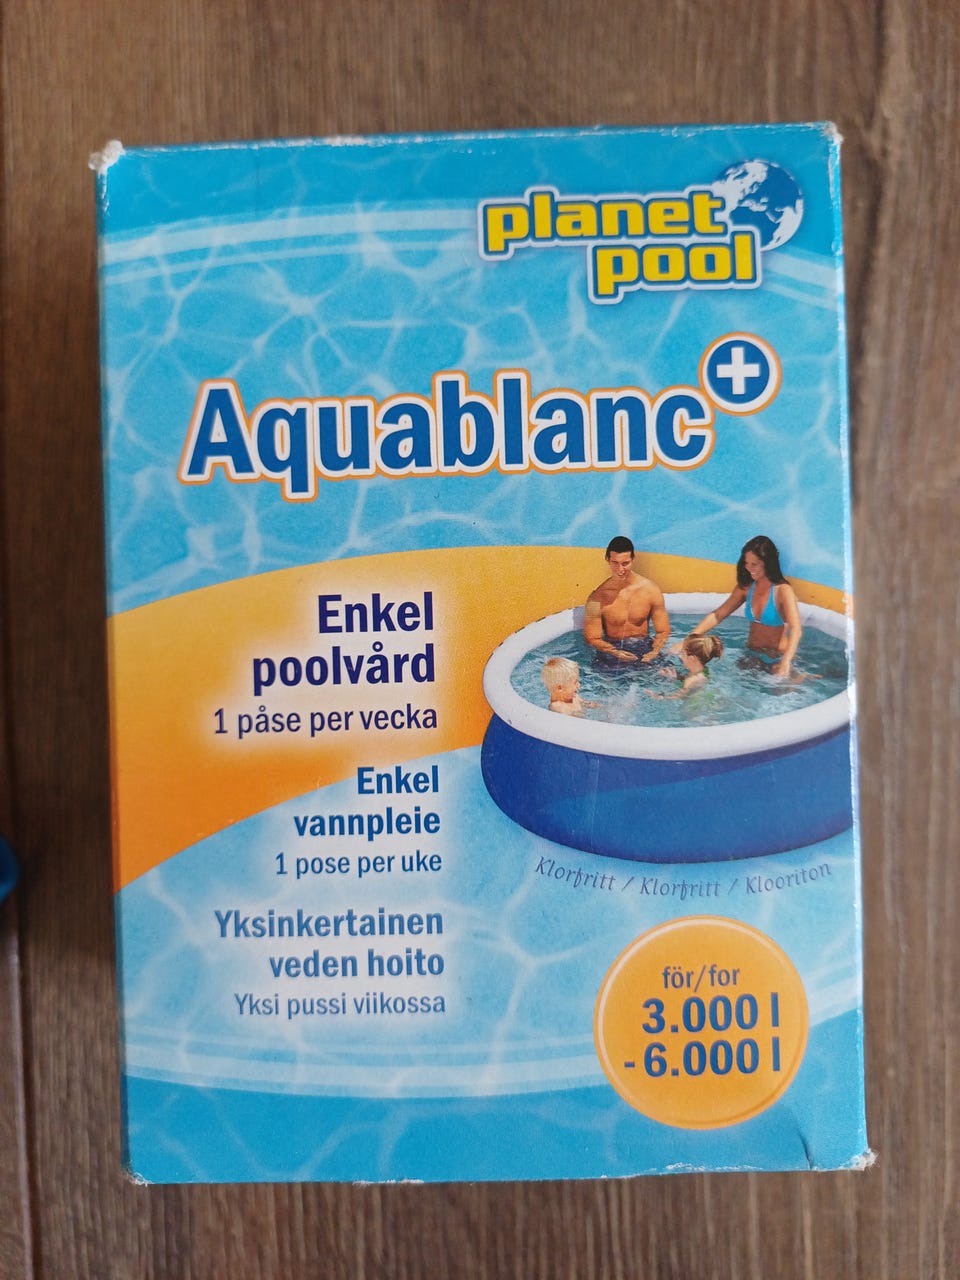 planet
pool
Aquablanc+
Enkel
poolvård
1 påse per vecka
Enkel
vannpleie
1 pose per uke
Yksinkertainen
veden hoito
Yksi pussi viikossa
Klorfritt / Klorfritt / Klooriton
för/for
3.000 l
- 6.000 l